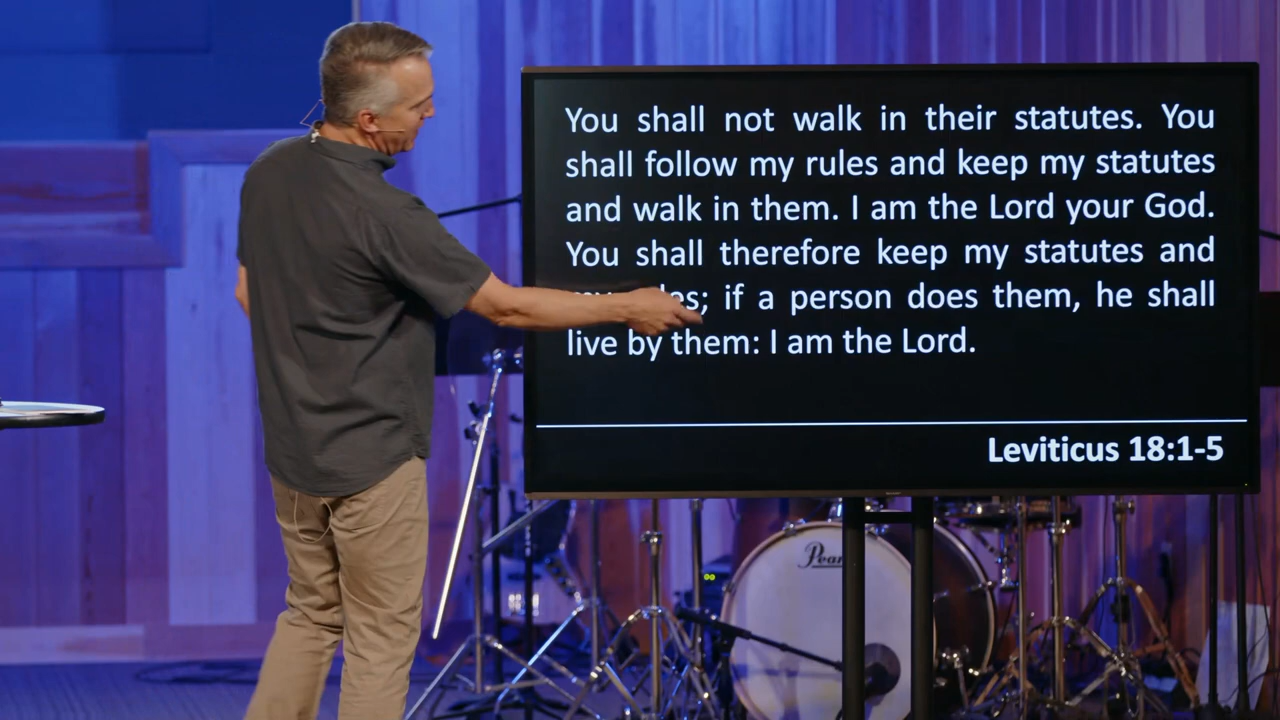 You shall not walk in their statutes. You
shall follow my rules and keep my statutes
and walk in them. I am the Lord your God.
You shall therefore keep my statutes and
if a person does them, he shall
live by them: I am the Lord.
Leviticus 18:1-5